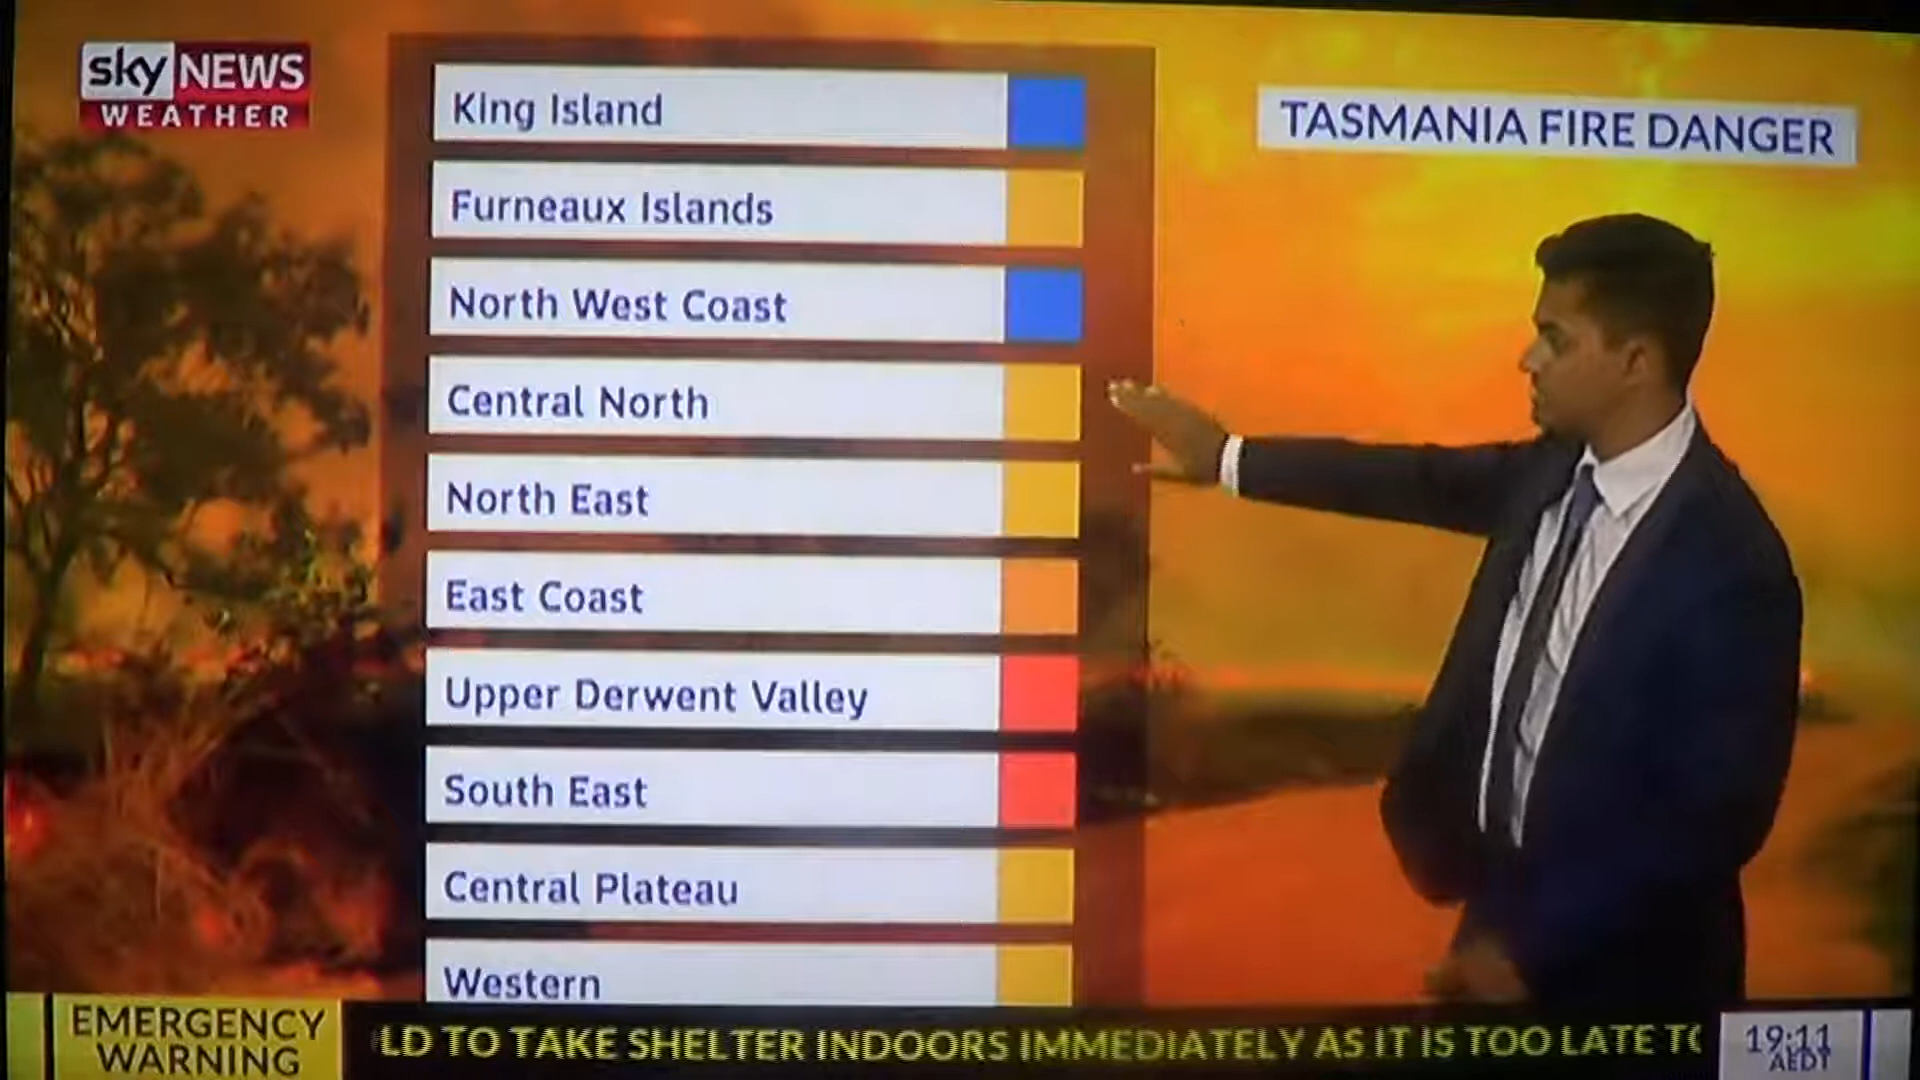 sky NEWS
WEATHER
TASMANIA FIRE DANGER
King Island
Furneaux Islands
North West Coast
Central North
North East
East Coast
Upper Derwent Valley
South East
Central Plateau
Western
EMERGENCY
WARNING
LD TO TAKE SHELTER INDOORS IMMEDIATELY AS IT IS TOO LATE TO
19:11
AEDT